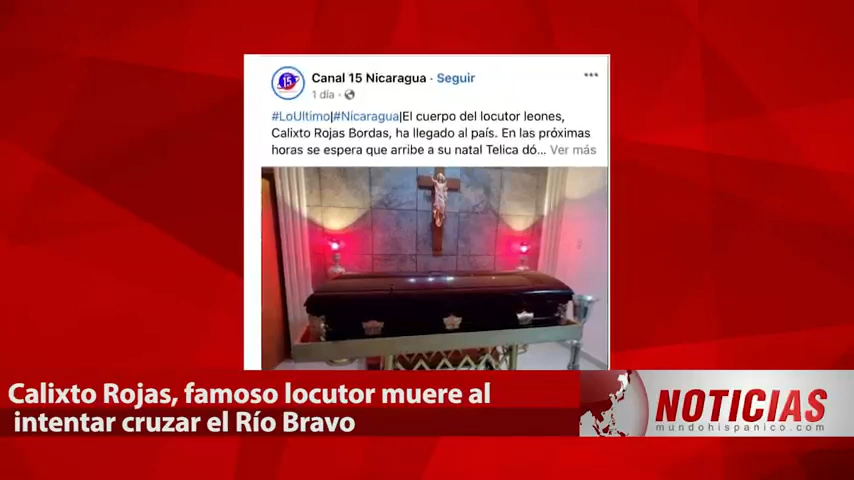 15
Canal 15 Nicaragua · Seguir
1 día ·
#LoUltimo|#Nicaragua|El cuerpo del locutor leones,
Calixto Rojas Bordas, ha llegado al país. En las próximas
horas se espera que arribe a su natal Telica dó... Ver más
Calixto Rojas, famoso locutor muere al
intentar cruzar el Río Bravo
NOTICIAS
mundohispanico.com